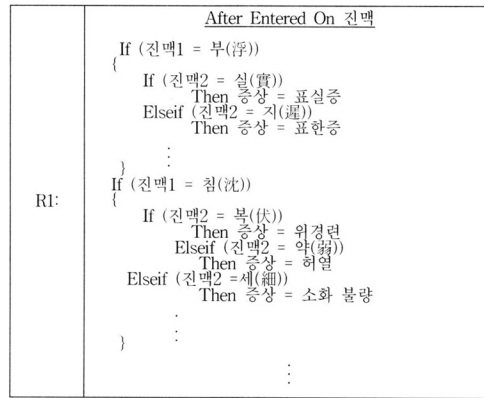 After Entered On 진맥
If (진맥1 = 부(浮))
{
If (진맥2 = 실(實))
Then 증상 = 표실증
Elseif (진맥2 = 지(遲))
Then 증상 = 표한증
⋮
}
If (진맥1 = 침(沈))
R1:
{
If (진맥2 = 복(伏))
Then 증상 = 위경련
Elseif (진맥2 = 약(弱))
Then 증상 = 허열
Elseif (진맥2 =세(細))
Then 증상 = 소화 불량
⋮
}
⋮